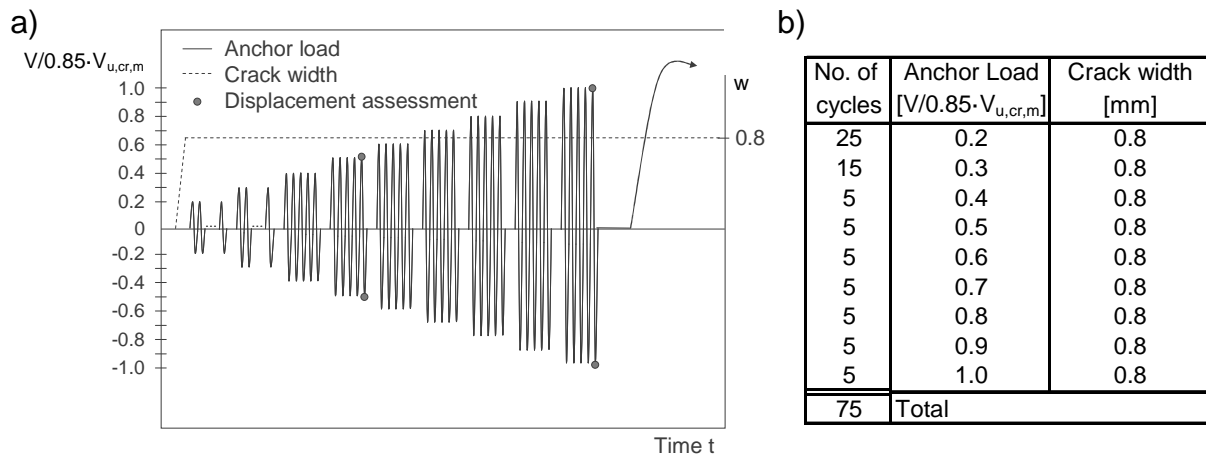 a)
V/0.85·Vu,cr,m
Anchor load
Crack width
Displacement assessment
1.0
0.8
0.6
0.4
0.2
0
-0.2
-0.4
-0.6
-0.8
-1.0
w
0.8
Time t
b)
No. of cycles Anchor Load [V/0.85·Vu,cr,m] Crack width [mm]
25 0.2 0.8
15 0.3 0.8
5 0.4 0.8
5 0.5 0.8
5 0.6 0.8
5 0.7 0.8
5 0.8 0.8
5 0.9 0.8
5 1.0 0.8
75 Total